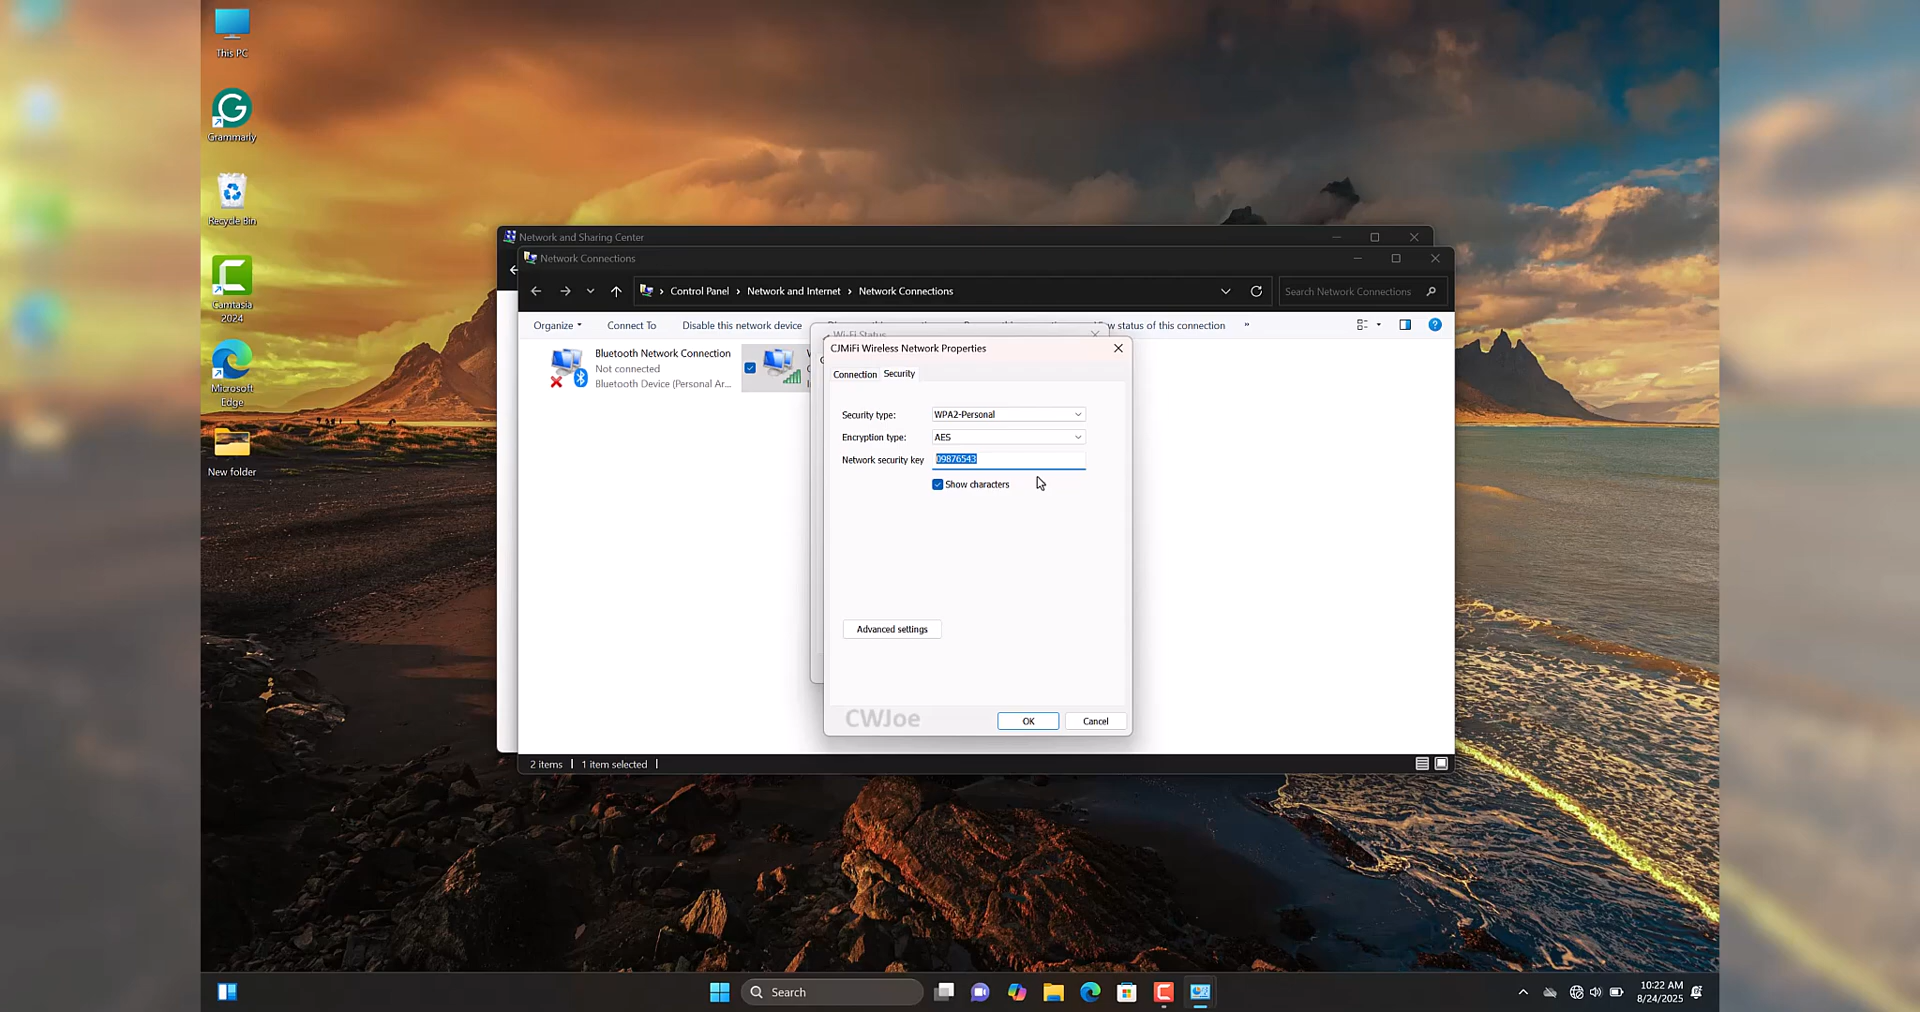 This PC
Grammarly
Recycle Bin
Camtasia
2024
Microsoft
Edge
New folder
Network and Sharing Center
Network Connections
Control Panel › Network and Internet › Network Connections
Search Network Connections
Organize
Connect To
Disable this network device
status of this connection
»
Bluetooth Network Connection
Not connected
Bluetooth Device (Personal Ar...
Wi-Fi Status
CJMiFi Wireless Network Properties
Connection
Security
Security type:
WPA2-Personal
Encryption type:
AES
Network security key
09876543
Show characters
Advanced settings
CWJoe
OK
Cancel
2 items
1 item selected
Search
10:22 AM
8/24/2025